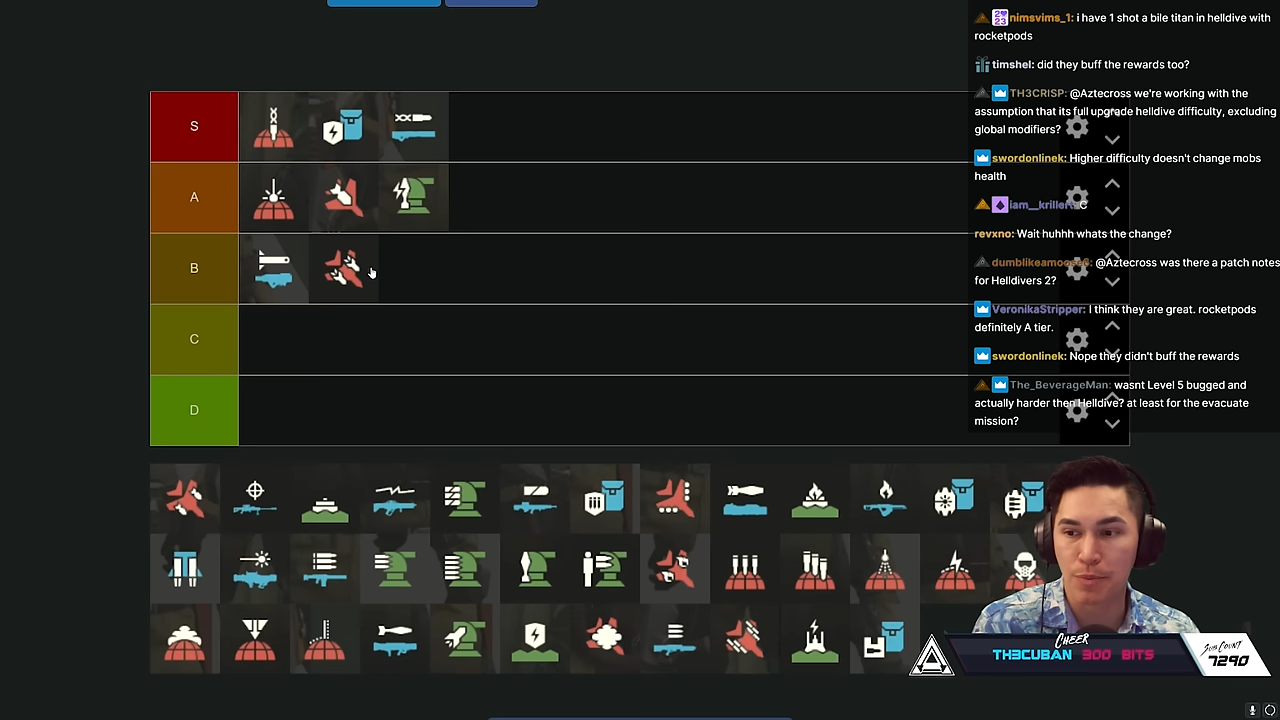 nimsvims_1: i have 1 shot a bile titan in helldive with
rocketpods
timshel: did they buff the rewards too?
TH3CRISP: @Aztecross we're working with the
assumption that its full upgrade helldive difficulty, excluding
global modifiers?
swordonlinek: Higher difficulty doesn't change mobs
health
C
revxno: Wait huhhh whats the change?
@Aztecross was there a patch notes
for Helldivers 2?
VeronikaStripper: I think they are great. rocketpods
definitely A tier.
swordonlinek: Nope they didn't buff the rewards
The_BeverageMan: wasnt Level 5 bugged and
actually harder then Helldive? at least for the evacuate
mission?
S
A
B
C
D
CHEER
TH3CUBAN 300 BITS
SUB COUNT
7290